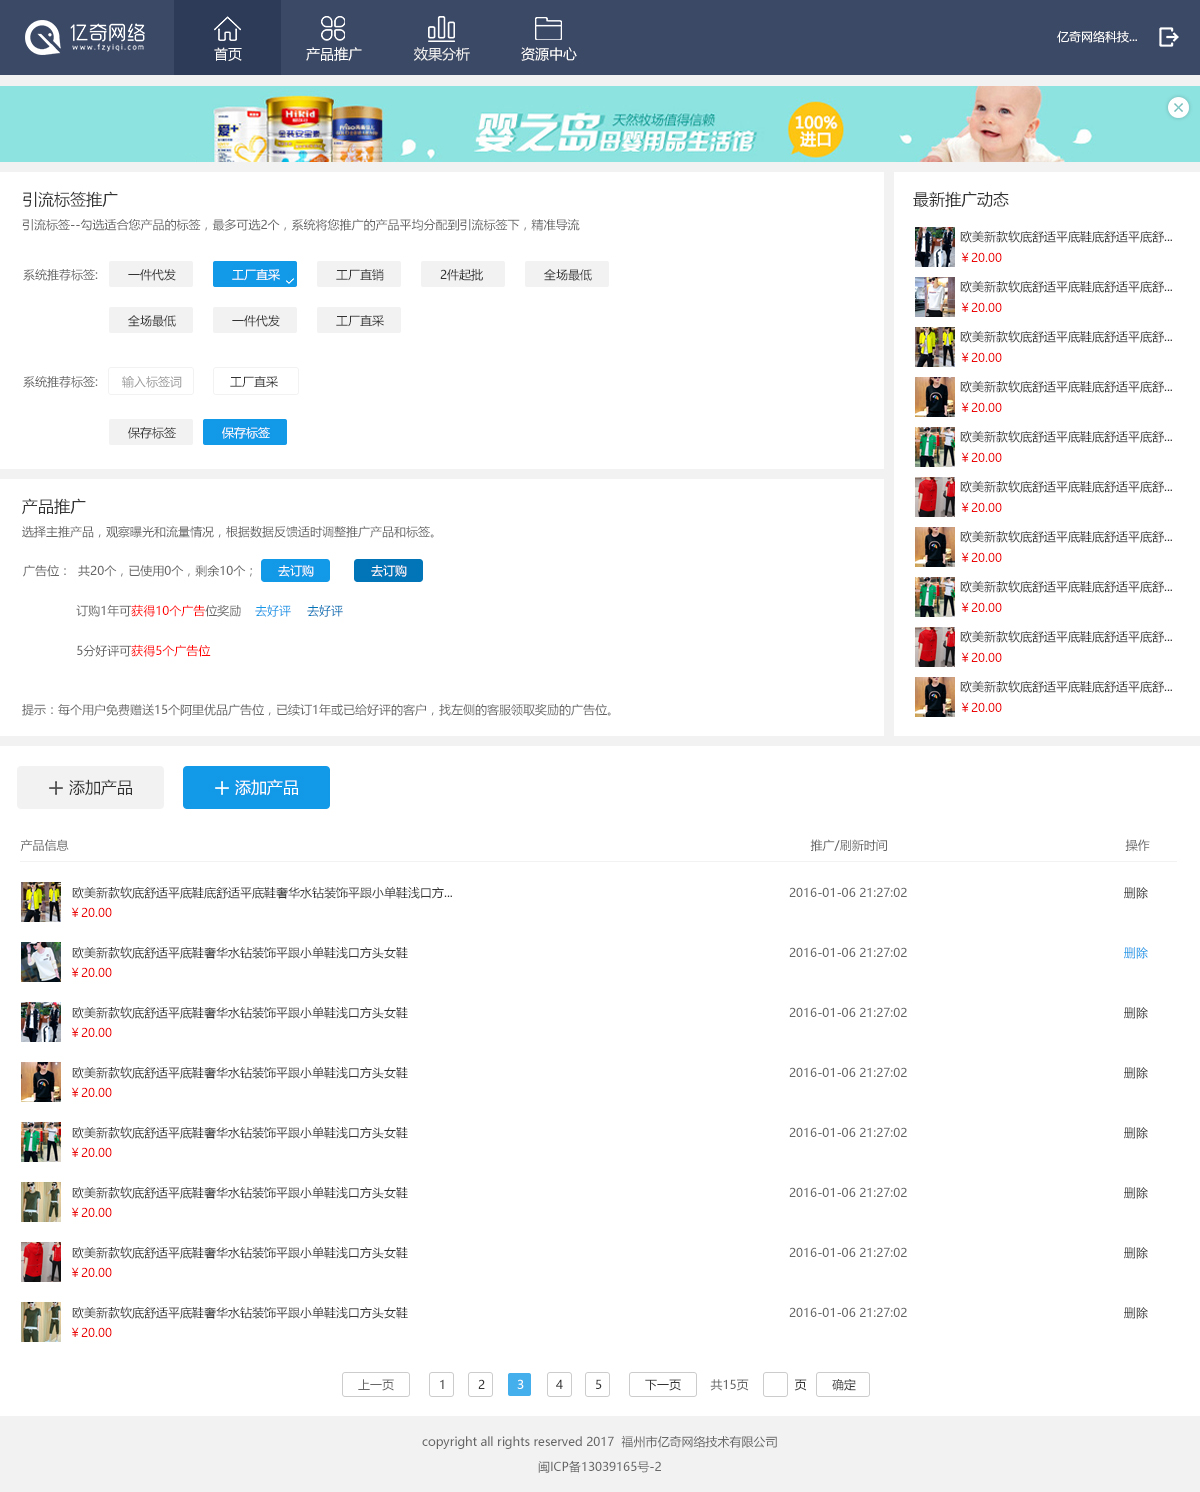 亿奇网络
www.fzyiqi.com
首页
产品推广
效果分析
资源中心
亿奇网络科技...
爱+
Hikid
金装安宝康
Friso
婴之岛
天然牧场值得信赖
母婴用品生活馆
100%
进口
引流标签推广
引流标签--勾选适合您产品的标签，最多可选2个，系统将您推广的产品平均分配到引流标签下，精准导流
系统推荐标签: 一件代发 工厂直采 工厂直销 2件起批 全场最低
全场最低 一件代发 工厂直采
系统推荐标签: 输入标签词 工厂直采
保存标签 保存标签
产品推广
选择主推产品，观察曝光和流量情况，根据数据反馈适时调整推广产品和标签。
广告位： 共20个，已使用0个，剩余10个； 去订购 去订购
订购1年可获得10个广告位奖励 去好评 去好评
5分好评可获得5个广告位
提示：每个用户免费赠送15个阿里优品广告位，已续订1年或已给好评的客户，找左侧的客服领取奖励的广告位。
最新推广动态
欧美新款软底舒适平底鞋底舒适平底舒...
¥ 20.00
欧美新款软底舒适平底鞋底舒适平底舒...
¥ 20.00
欧美新款软底舒适平底鞋底舒适平底舒...
¥ 20.00
欧美新款软底舒适平底鞋底舒适平底舒...
¥ 20.00
欧美新款软底舒适平底鞋底舒适平底舒...
¥ 20.00
欧美新款软底舒适平底鞋底舒适平底舒...
¥ 20.00
欧美新款软底舒适平底鞋底舒适平底舒...
¥ 20.00
欧美新款软底舒适平底鞋底舒适平底舒...
¥ 20.00
欧美新款软底舒适平底鞋底舒适平底舒...
¥ 20.00
欧美新款软底舒适平底鞋底舒适平底舒...
¥ 20.00
添加产品 添加产品
产品信息 推广/刷新时间 操作
欧美新款软底舒适平底鞋底舒适平底鞋奢华水钻装饰平跟小单鞋浅口方... 2016-01-06 21:27:02 删除
¥ 20.00
欧美新款软底舒适平底鞋奢华水钻装饰平跟小单鞋浅口方头女鞋 2016-01-06 21:27:02 删除
¥ 20.00
欧美新款软底舒适平底鞋奢华水钻装饰平跟小单鞋浅口方头女鞋 2016-01-06 21:27:02 删除
¥ 20.00
欧美新款软底舒适平底鞋奢华水钻装饰平跟小单鞋浅口方头女鞋 2016-01-06 21:27:02 删除
¥ 20.00
欧美新款软底舒适平底鞋奢华水钻装饰平跟小单鞋浅口方头女鞋 2016-01-06 21:27:02 删除
¥ 20.00
欧美新款软底舒适平底鞋奢华水钻装饰平跟小单鞋浅口方头女鞋 2016-01-06 21:27:02 删除
¥ 20.00
欧美新款软底舒适平底鞋奢华水钻装饰平跟小单鞋浅口方头女鞋 2016-01-06 21:27:02 删除
¥ 20.00
欧美新款软底舒适平底鞋奢华水钻装饰平跟小单鞋浅口方头女鞋 2016-01-06 21:27:02 删除
¥ 20.00
上一页 1 2 3 4 5 下一页 共15页 页 确定
copyright all rights reserved 2017 福州市亿奇网络技术有限公司
闽ICP备13039165号-2